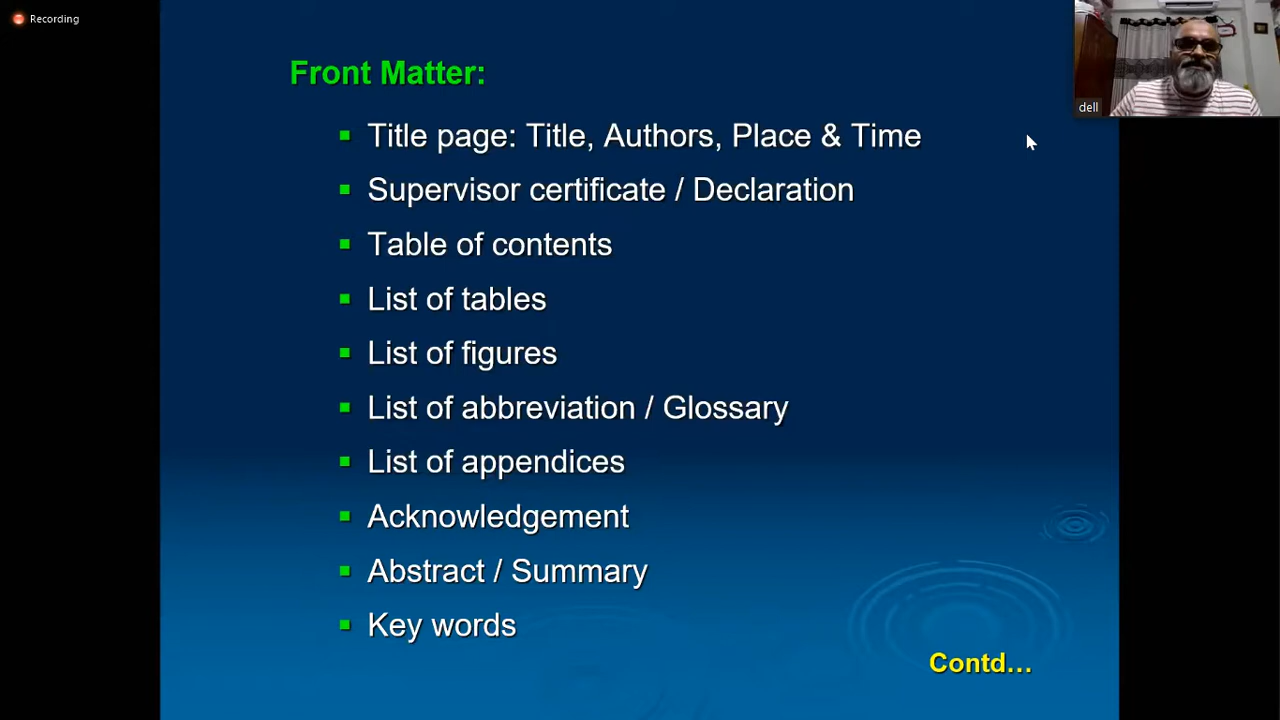 Recording
Front Matter:
Title page: Title, Authors, Place & Time
Supervisor certificate / Declaration
Table of contents
List of tables
List of figures
List of abbreviation / Glossary
List of appendices
Acknowledgement
Abstract / Summary
Key words
Contd...
dell